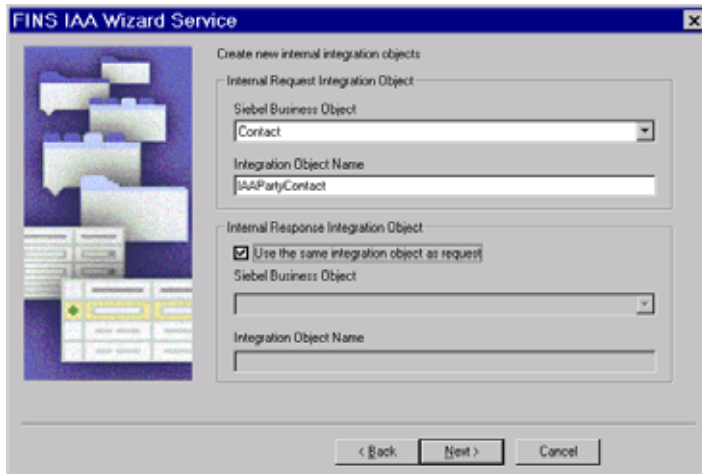 FINS IAA Wizard Service
Create new internal integration objects
Internal Request Integration Object
Siebel Business Object
Contact
Integration Object Name
IAAPartyContact
Internal Response Integration Object
Use the same integration object as request
Siebel Business Object
Integration Object Name
< Back
Next >
Cancel